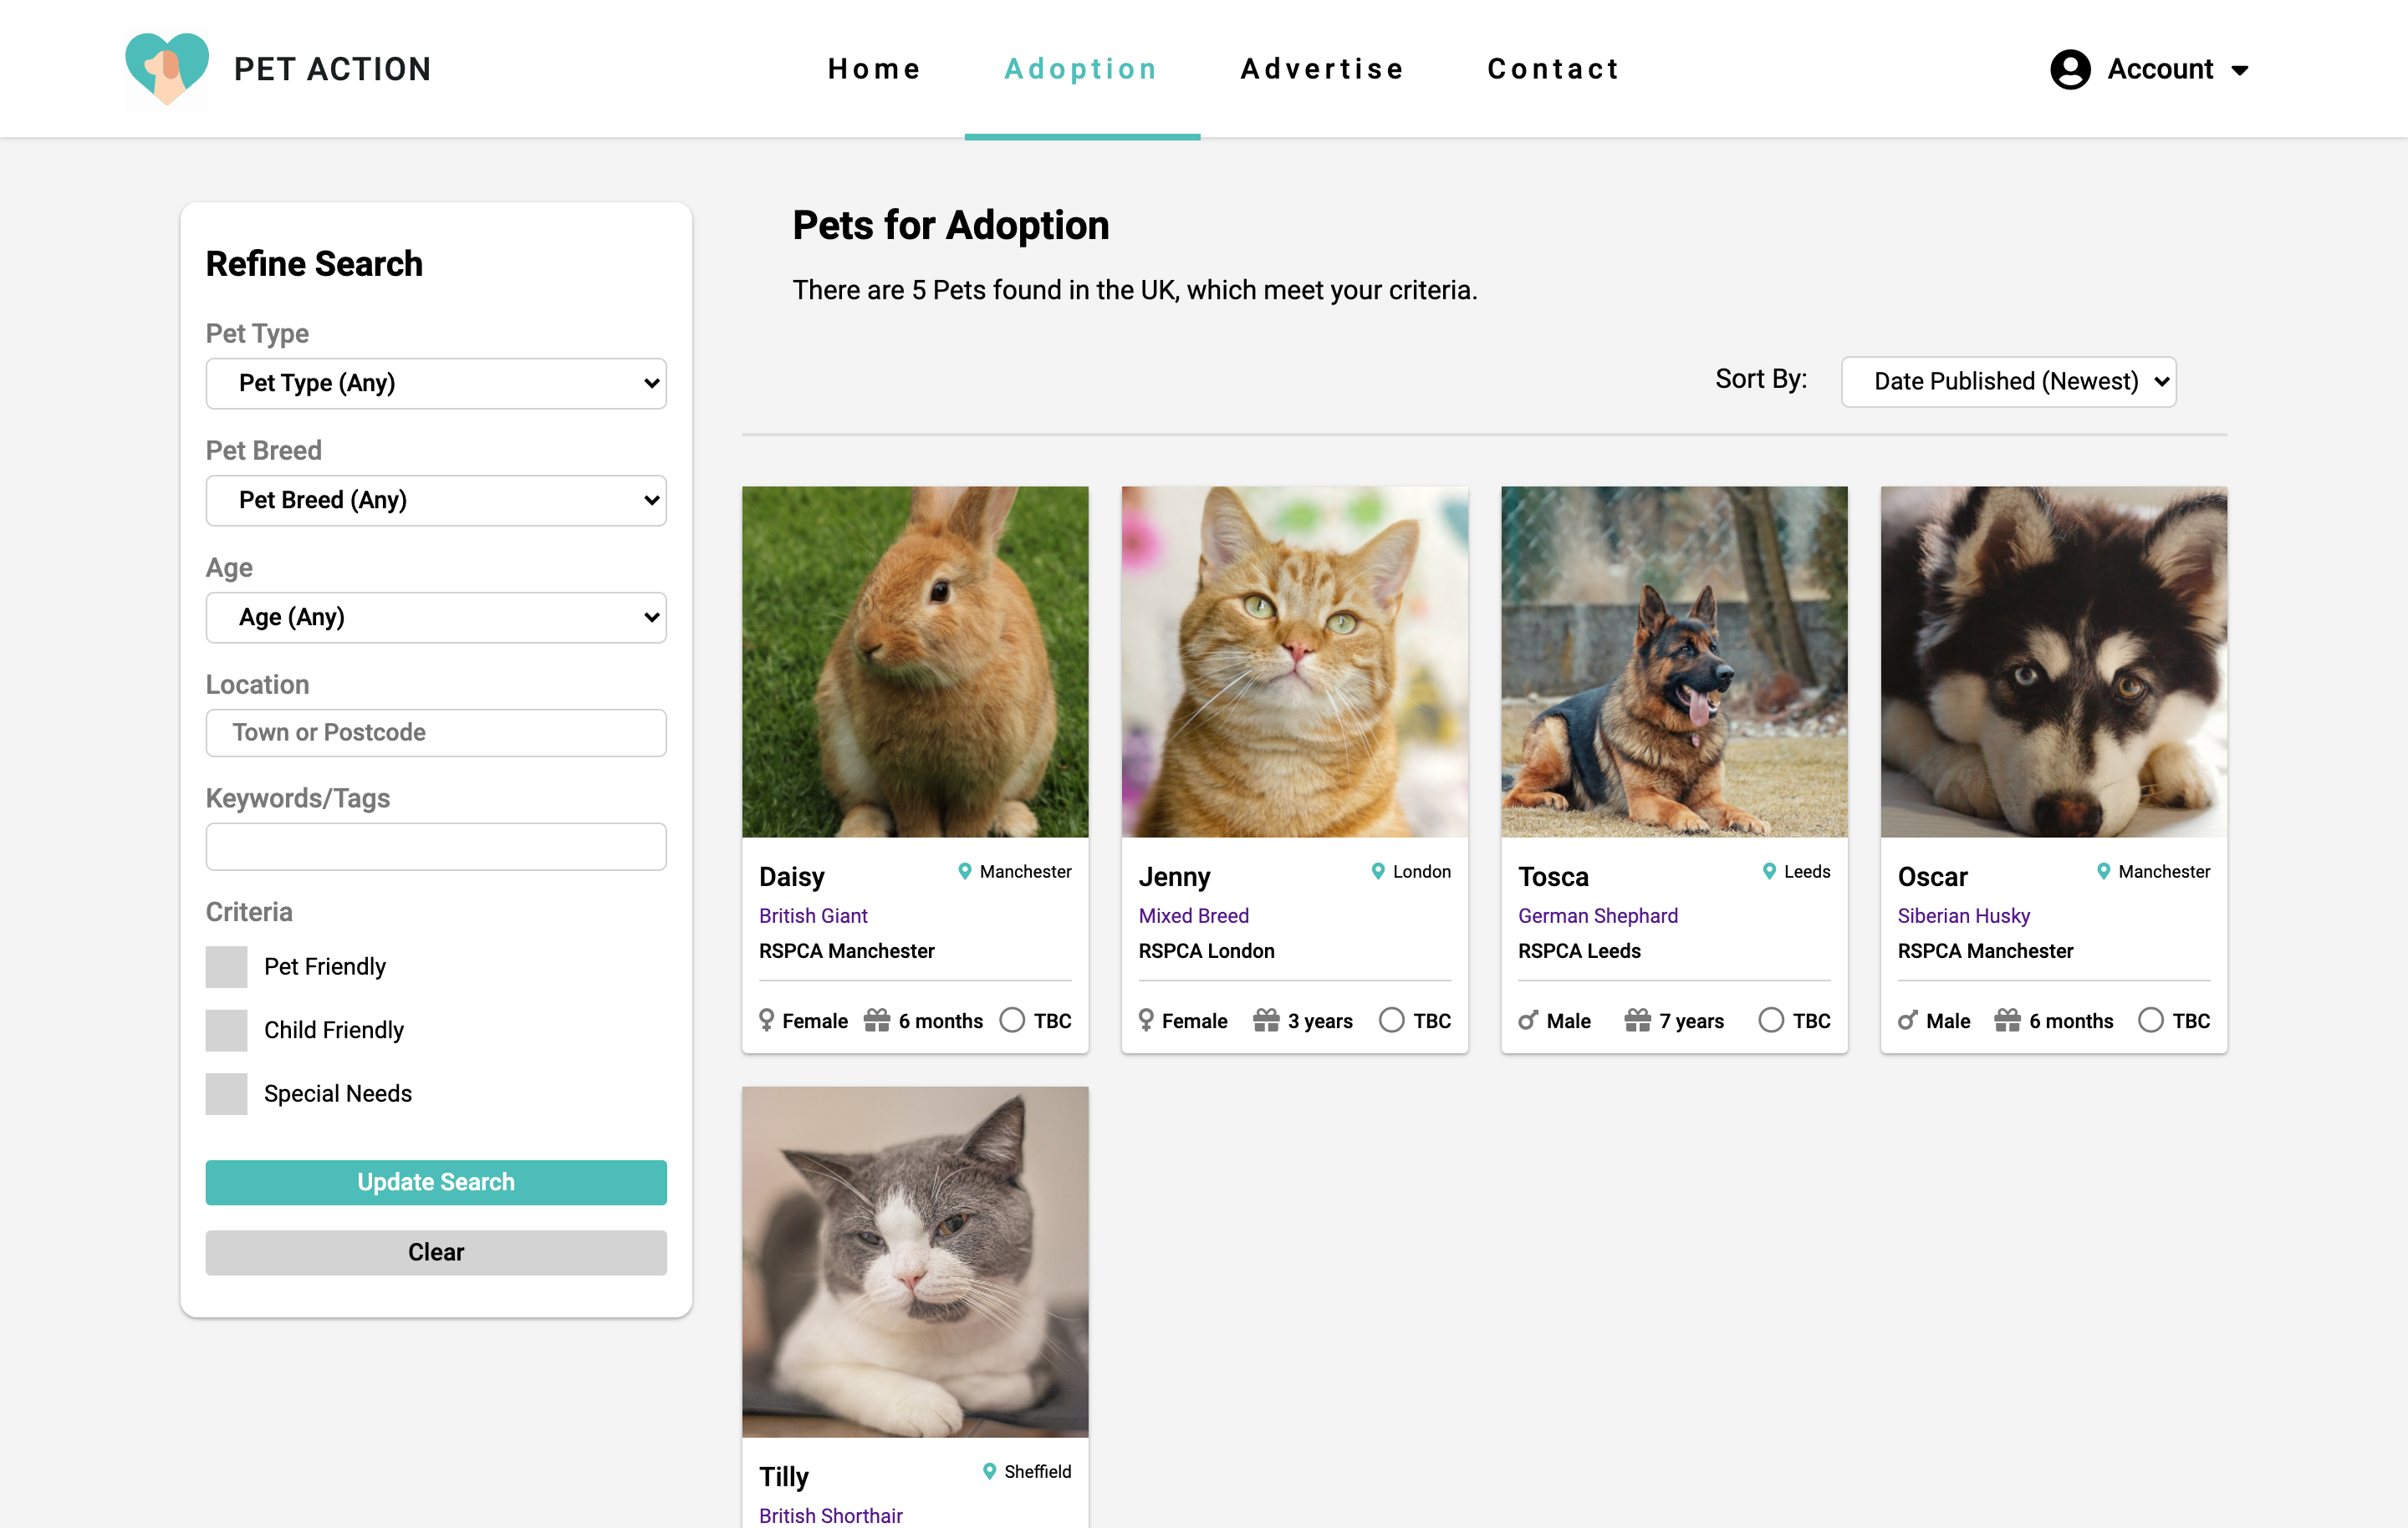 PET ACTION
Home Adoption Advertise Contact
Account
Refine Search
Pet Type
Pet Type (Any)
Pet Breed
Pet Breed (Any)
Age
Age (Any)
Location
Town or Postcode
Keywords/Tags
Criteria
Pet Friendly
Child Friendly
Special Needs
Update Search
Clear
Pets for Adoption
There are 5 Pets found in the UK, which meet your criteria.
Sort By: Date Published (Newest)
Daisy Manchester
British Giant
RSPCA Manchester
Female 6 months TBC
Jenny London
Mixed Breed
RSPCA London
Female 3 years TBC
Tosca Leeds
German Shephard
RSPCA Leeds
Male 7 years TBC
Oscar Manchester
Siberian Husky
RSPCA Manchester
Male 6 months TBC
Tilly Sheffield
British Shorthair